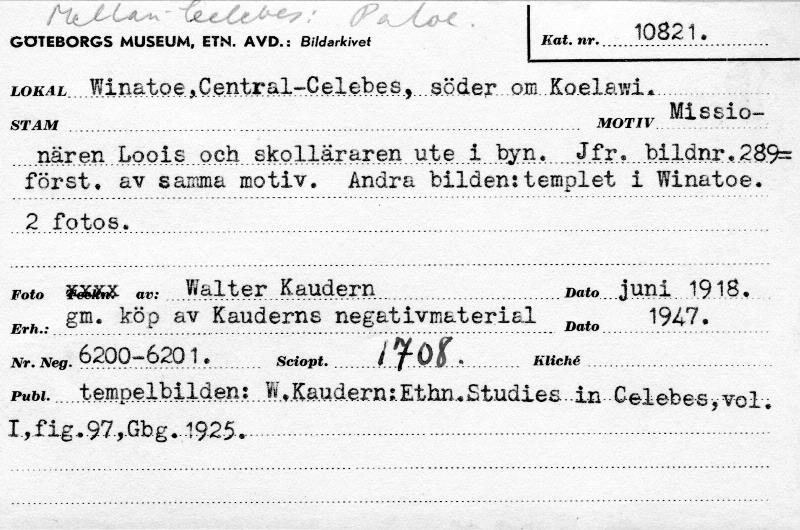 Mellan-Celebes: Paloe.
GÖTEBORGS MUSEUM, ETN. AVD.: Bildarkivet
Kat. nr. 10821.
LOKAL Winatoe,Central-Celebes, söder om Koelawi.
STAM MOTIV Missio-
nären Loois och skolläraren ute i byn. Jfr. bildnr.289=
först. av samma motiv. Andra bilden:templet i Winatoe.
2 fotos.
Foto xxxx av: Walter Kaudern Dato juni 1918.
Erh.: gm. köp av Kauderns negativmaterial Dato 1947.
Nr. Neg. 6200-6201. Sciopt. 1708. Kliché
Publ. tempelbilden: W.Kaudern:Ethn.Studies in Celebes,vol.
I,fig.97,Gbg.1925.